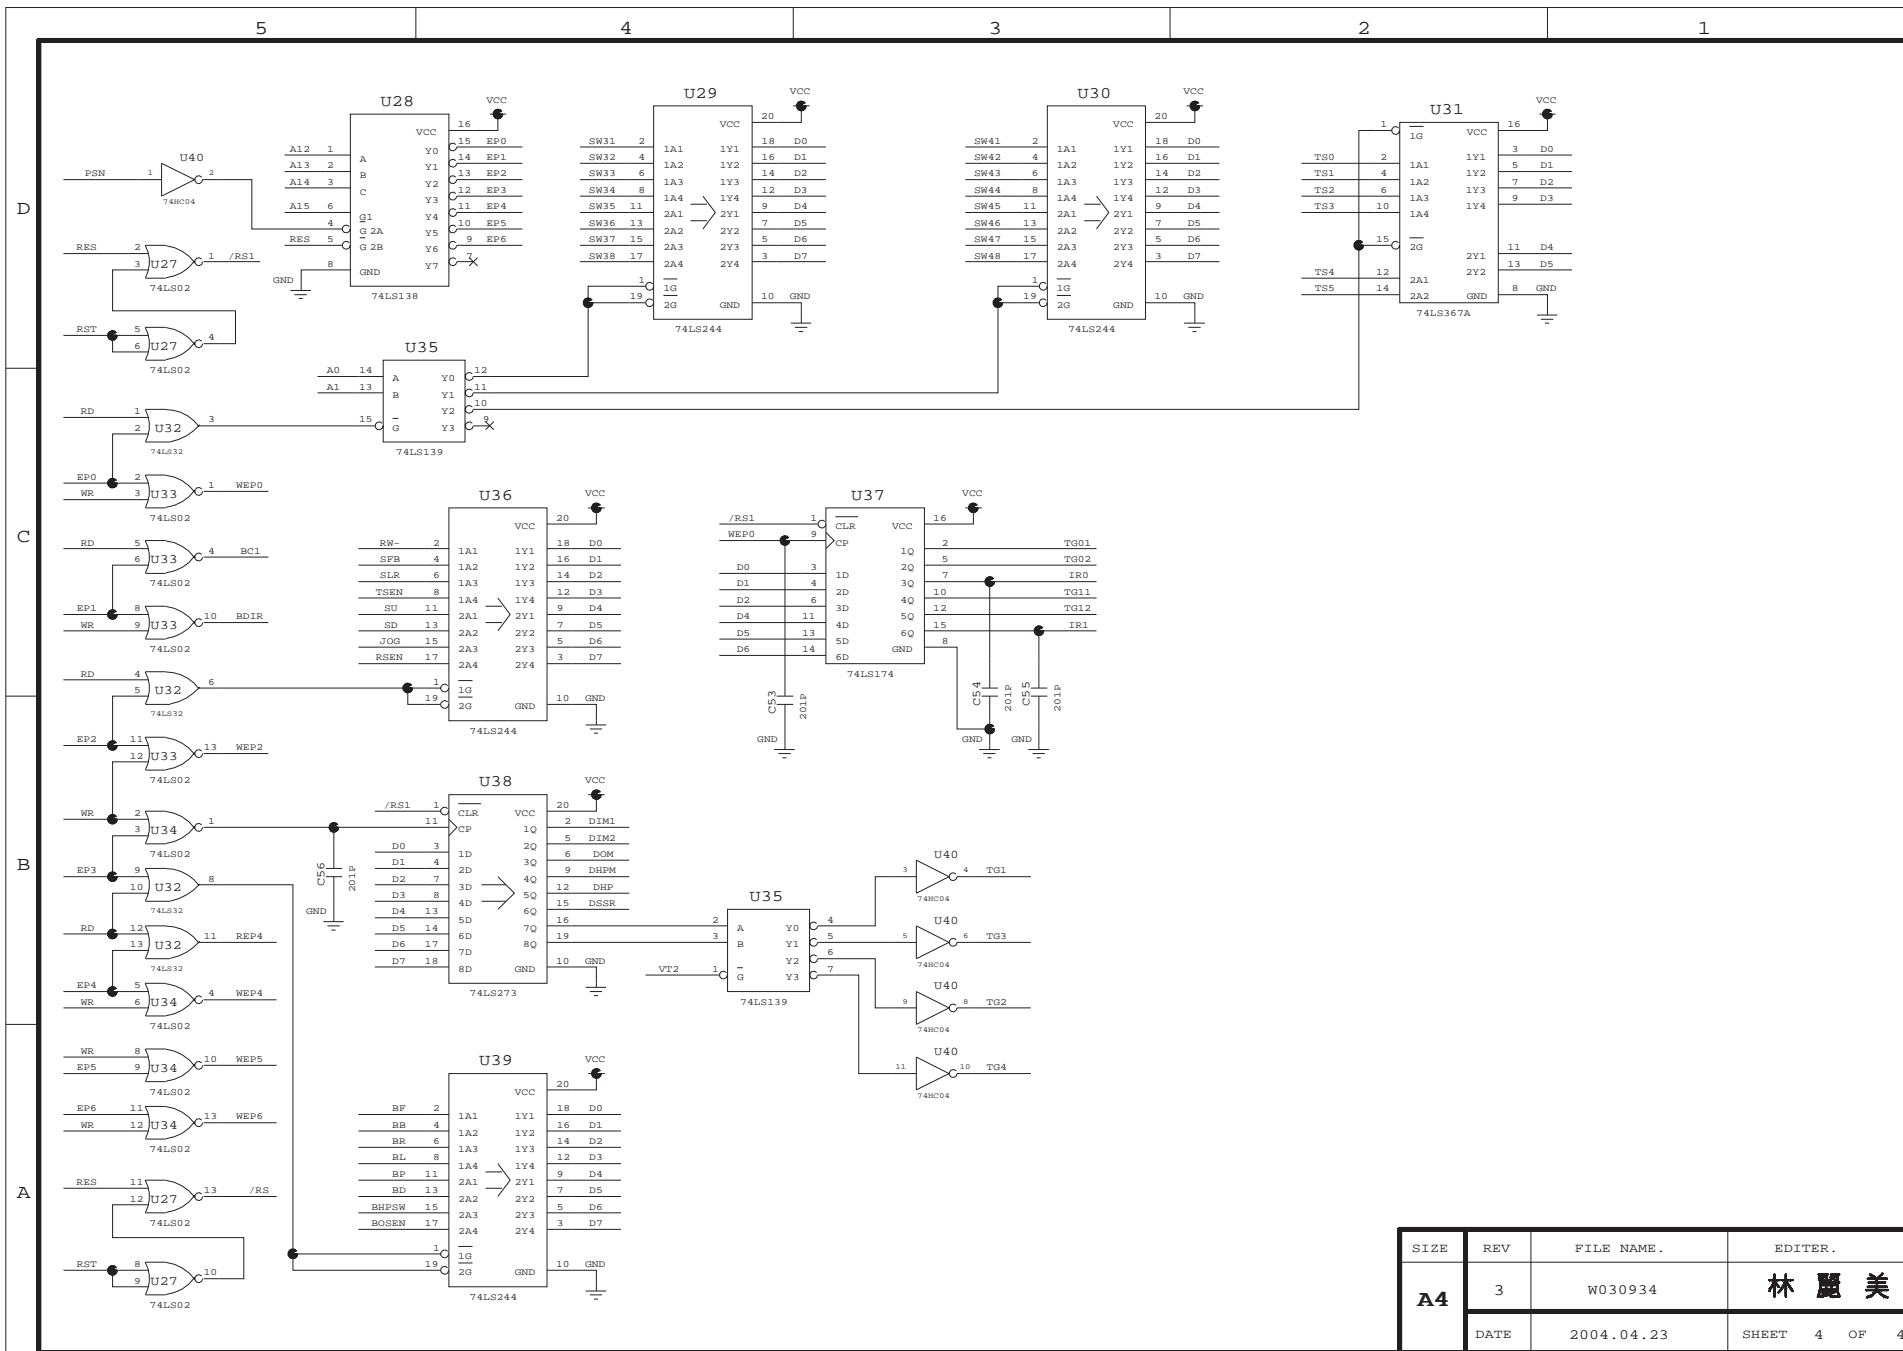 5 4 3 2 1
D
C
B
A
U40
PSN 1 2
74HC04
RES 2
3 U27 1 /RS1
74LS02
RST 5
6 U27 4
74LS02
RD 1
2 U32 3
74LS32
EP0 2
WR 3 U33 1 WEP0
74LS02
RD 5
6 U33 4 BC1
74LS02
EP1 8
WR 9 U33 10 BDIR
74LS02
RD 4
5 U32 6
74LS32
EP2 11
12 U33 13 WEP2
74LS02
WR 2
3 U34 1
74LS02
EP3 9
10 U32 8
74LS32
RD 12
13 U32 11 REP4
74LS32
EP4 5
WR 6 U34 4 WEP4
74LS02
WR 8
EP5 9 U34 10 WEP5
74LS02
EP6 11
WR 12 U34 13 WEP6
74LS02
RES 11
12 U27 13 /RS
74LS02
RST 8
9 U27 10
74LS02
U28
VCC
VCC 16
A12 1 A Y0 15 EP0
A13 2 B Y1 14 EP1
A14 3 C Y2 13 EP2
Y3 12 EP3
A15 6 G1 Y4 11 EP4
4 G2A Y5 10 EP5
RES 5 G2B Y6 9 EP6
Y7 7
8 GND
GND
74LS138
U29
VCC
VCC 20
SW31 2 1A1 1Y1 18 D0
SW32 4 1A2 1Y2 16 D1
SW33 6 1A3 1Y3 14 D2
SW34 8 1A4 1Y4 12 D3
SW35 11 2A1 2Y1 9 D4
SW36 13 2A2 2Y2 7 D5
SW37 15 2A3 2Y3 5 D6
SW38 17 2A4 2Y4 3 D7
1 1G
19 2G GND 10 GND
74LS244
U30
VCC
VCC 20
SW41 2 1A1 1Y1 18 D0
SW42 4 1A2 1Y2 16 D1
SW43 6 1A3 1Y3 14 D2
SW44 8 1A4 1Y4 12 D3
SW45 11 2A1 2Y1 9 D4
SW46 13 2A2 2Y2 7 D5
SW47 15 2A3 2Y3 5 D6
SW48 17 2A4 2Y4 3 D7
1 1G
19 2G GND 10 GND
74LS244
U31
VCC
1 1G VCC 16
TS0 2 1A1 1Y1 3 D0
TS1 4 1A2 1Y2 5 D1
TS2 6 1A3 1Y3 7 D2
TS3 10 1A4 1Y4 9 D3
15 2G 2Y1 11 D4
TS4 12 2A1 2Y2 13 D5
TS5 14 2A2 GND 8 GND
74LS367A
U35
A0 14 A Y0 12
A1 13 B Y1 11
Y2 10
15 G Y3 9
74LS139
U36
VCC
VCC 20
RW- 2 1A1 1Y1 18 D0
SFB 4 1A2 1Y2 16 D1
SLR 6 1A3 1Y3 14 D2
TSEN 8 1A4 1Y4 12 D3
SU 11 2A1 2Y1 9 D4
SD 13 2A2 2Y2 7 D5
JOG 15 2A3 2Y3 5 D6
RSEN 17 2A4 2Y4 3 D7
1 1G
19 2G GND 10 GND
74LS244
U37
VCC
/RS1 1 CLR VCC 16
WEP0 9 CP
1Q 2 TG01
2Q 5 TG02
D0 3 1D 3Q 7 IR0
D1 4 2D 4Q 10 TG11
D2 6 3D 5Q 12 TG12
D4 11 4D 6Q 15 IR1
D5 13 5D GND 8
D6 14 6D
74LS174
C53 201P
GND
C54 201P
GND
C55 201P
GND
U38
VCC
/RS1 1 CLR VCC 20
11 CP 1Q 2 DIM1
2Q 5 DIM2
D0 3 1D 3Q 6 DOM
D1 4 2D 4Q 9 DHPM
D2 7 3D 5Q 12 DHP
D3 8 4D 6Q 15 DSSR
D4 13 5D 7Q 16
D5 14 6D 8Q 19
D6 17 7D
D7 18 8D GND 10 GND
74LS273
C56 201P
GND
U35
2 A Y0 4
3 B Y1 5
Y2 6
VT2 1 G Y3 7
74LS139
U40
3 4 TG1
74HC04
U40
5 6 TG3
74HC04
U40
9 8 TG2
74HC04
U40
11 10 TG4
74HC04
U39
VCC
VCC 20
BF 2 1A1 1Y1 18 D0
BB 4 1A2 1Y2 16 D1
BR 6 1A3 1Y3 14 D2
BL 8 1A4 1Y4 12 D3
BP 11 2A1 2Y1 9 D4
BD 13 2A2 2Y2 7 D5
BHPSW 15 2A3 2Y3 5 D6
BOSEN 17 2A4 2Y4 3 D7
1 1G
19 2G GND 10 GND
74LS244
SIZE REV FILE NAME. EDITER.
A4 3 W030934 林 麗 美
DATE 2004.04.23 SHEET 4 OF 4